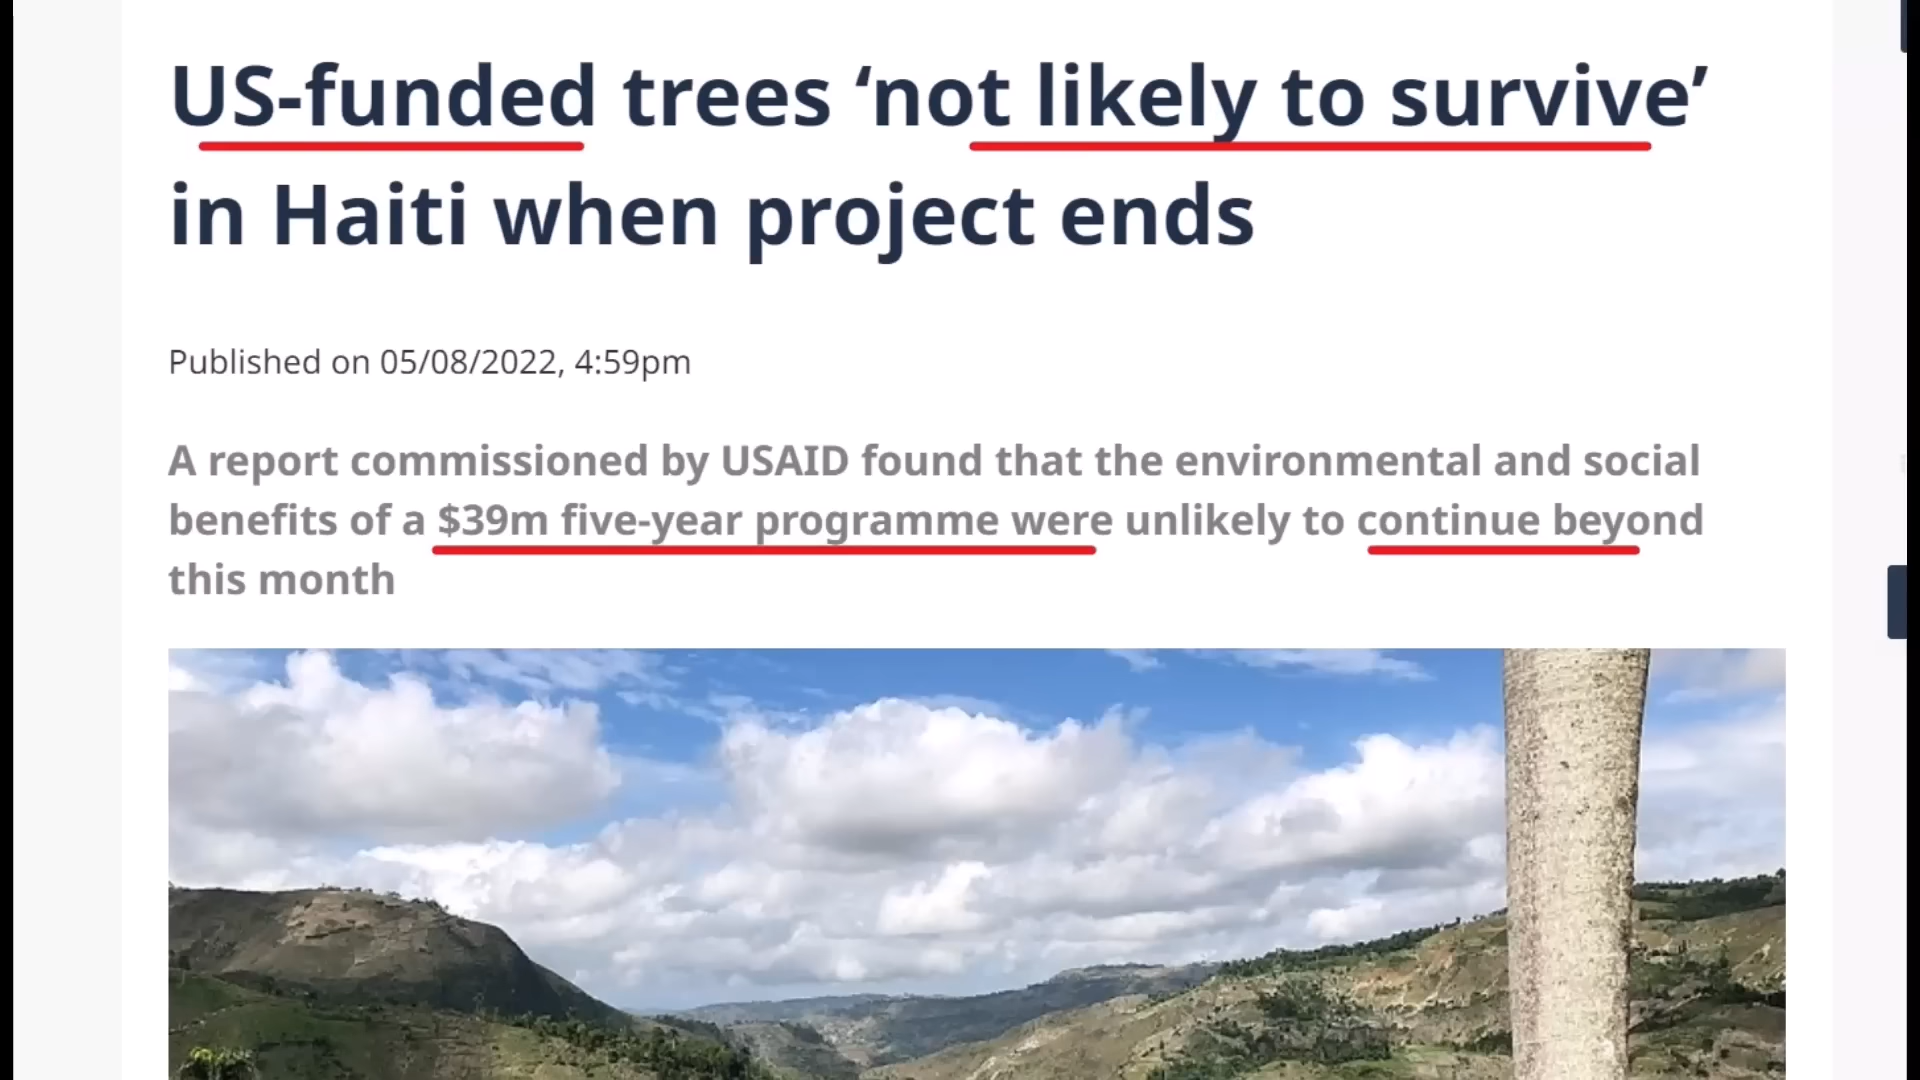 US-funded trees ‘not likely to survive’
in Haiti when project ends
Published on 05/08/2022, 4:59pm
A report commissioned by USAID found that the environmental and social
benefits of a $39m five-year programme were unlikely to continue beyond
this month